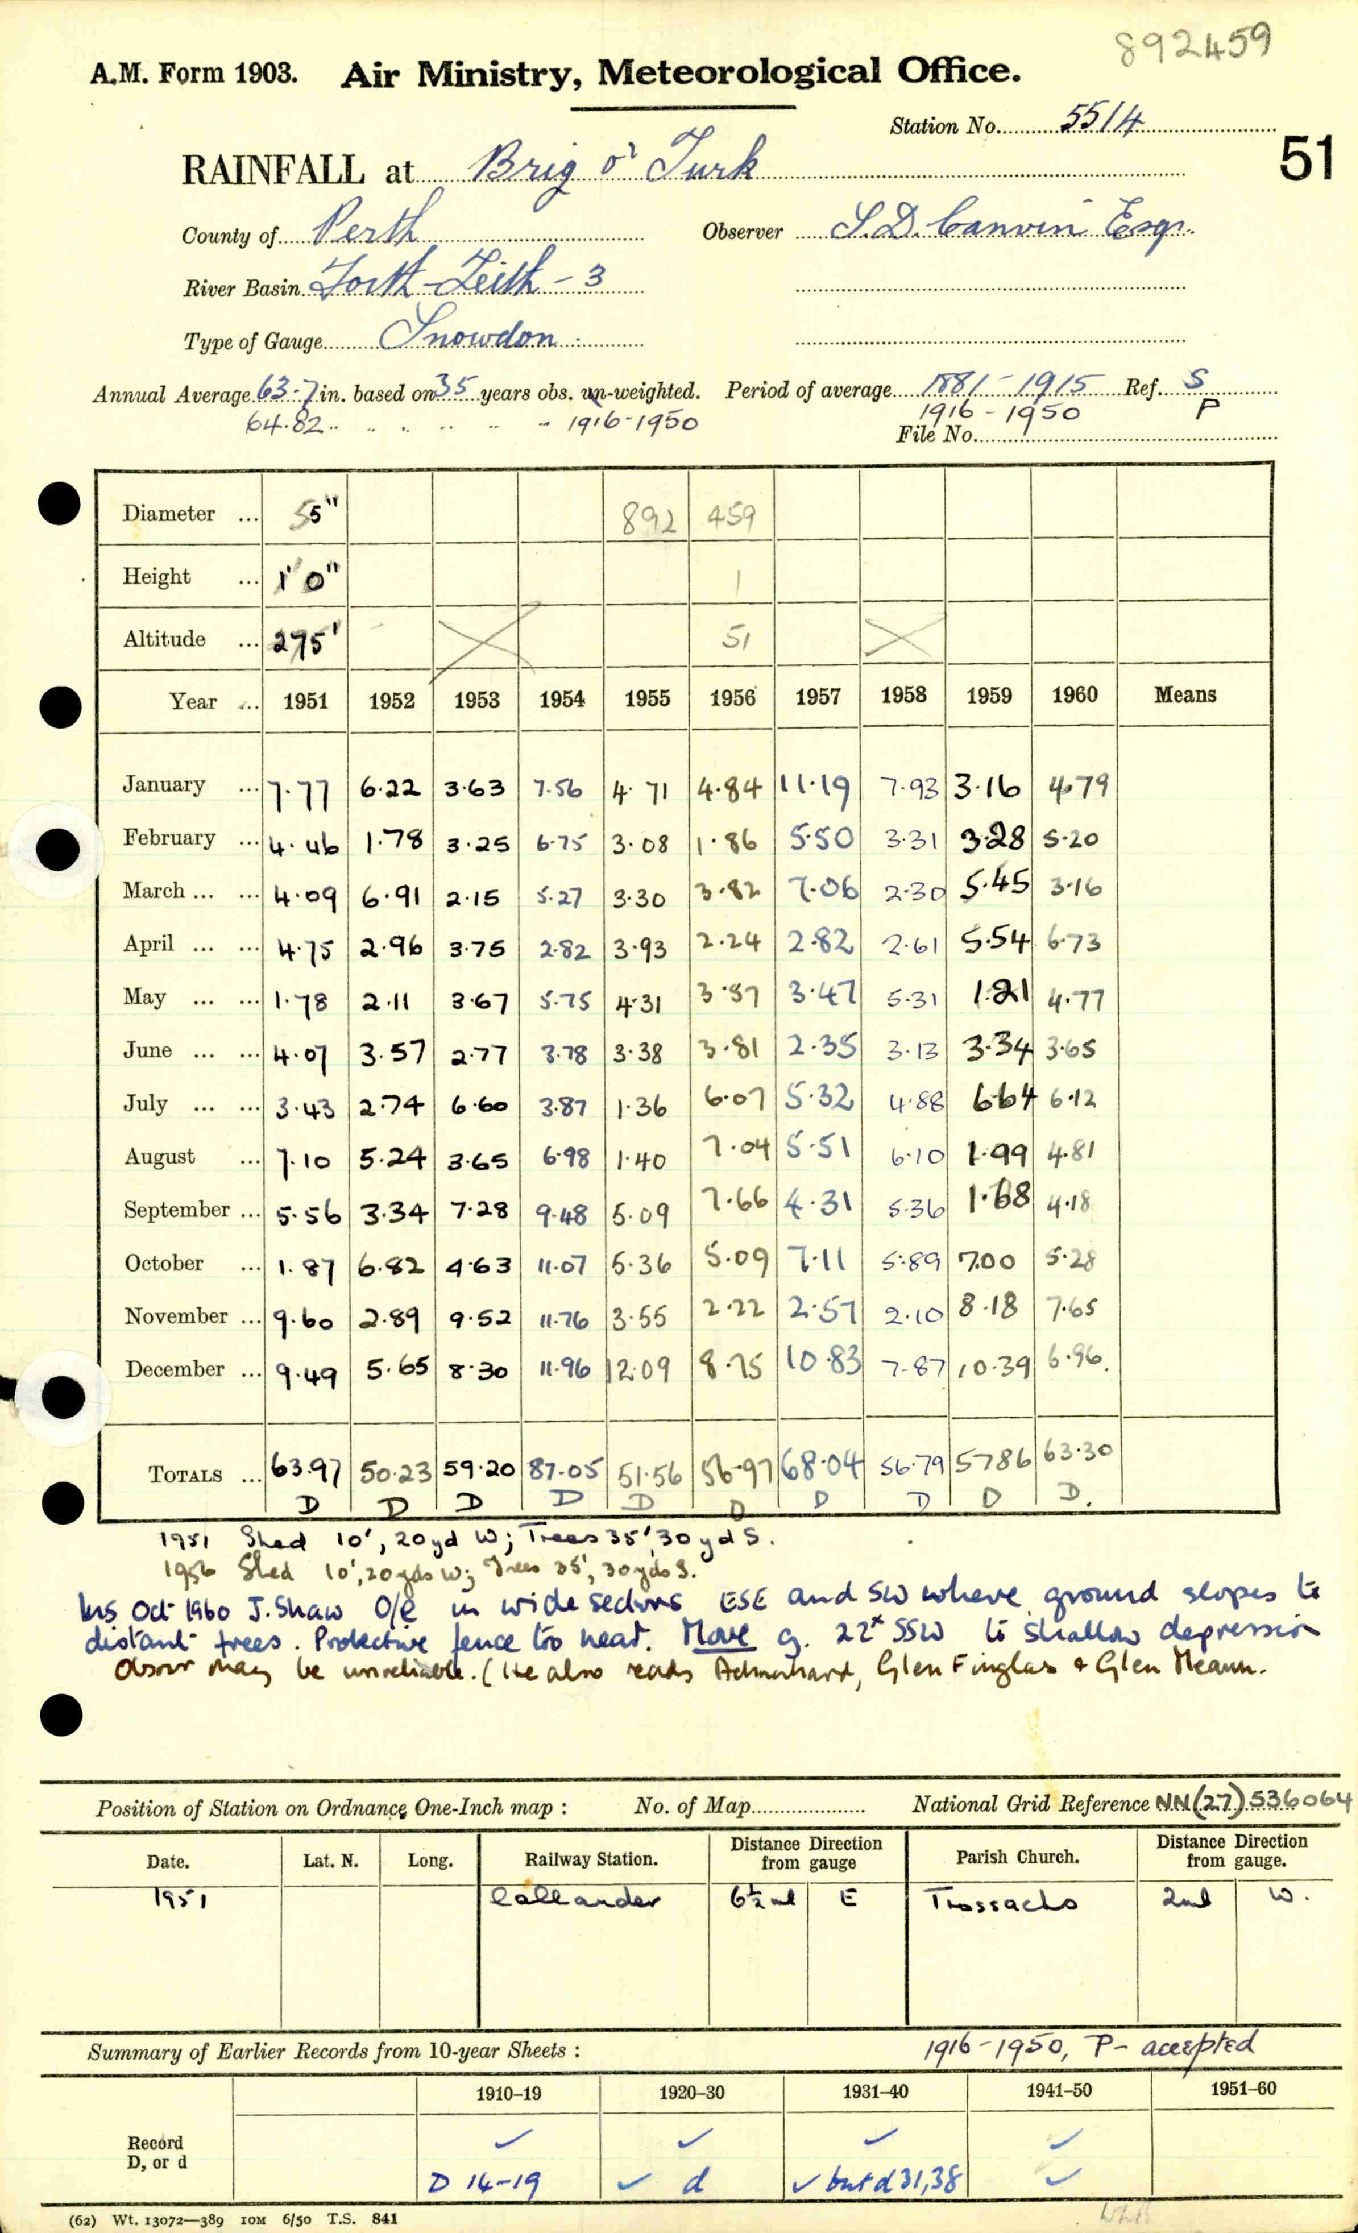 892459
A.M. Form 1903. Air Ministry, Meteorological Office.
Station No. 5514
51
RAINFALL at Brig o' Turk
County of Perth Observer S.D. Canvin Esqr.
River Basin Forth - Teith - 3
Type of Gauge Snowdon
Annual Average 63.7 in. based on 35 years obs. un-weighted. Period of average 1881-1915 Ref. S
64.82 " " " " " " 1916-1950 1916-1950 P
File No.
Diameter ... 5" 892 459
Height ... 1'0" 1
Altitude ... 275' 51
Year ... 1951 1952 1953 1954 1955 1956 1957 1958 1959 1960 Means
January ... 7.77 6.22 3.63 7.56 4.71 4.84 11.19 7.93 3.16 4.79
February ... 4.46 1.78 3.25 6.75 3.08 1.86 5.50 3.31 3.28 5.20
March ... ... 4.09 6.91 2.15 5.27 3.30 3.82 7.06 2.30 5.45 3.16
April ... ... 4.75 2.96 3.75 2.82 3.93 2.24 2.82 2.61 5.54 6.73
May ... ... 1.78 2.11 3.67 5.75 4.31 3.57 3.47 5.31 1.21 4.77
June ... ... 4.07 3.57 2.77 3.78 3.38 3.81 2.35 3.13 3.34 3.65
July ... ... 3.43 2.74 6.60 3.87 1.36 6.07 5.32 4.88 6.64 6.12
August ... 7.10 5.24 3.65 6.98 1.40 7.04 5.51 6.10 1.99 4.81
September ... 5.56 3.34 7.28 9.48 5.09 7.66 4.31 5.36 1.68 4.18
October ... 1.87 6.82 4.63 11.07 5.36 5.09 7.11 5.89 7.00 5.28
November ... 9.60 2.89 9.52 11.76 3.55 2.22 2.57 2.10 8.18 7.65
December ... 9.49 5.65 8.30 11.96 12.09 8.75 10.83 7.87 10.39 6.96.
TOTALS ... 63.97 50.23 59.20 87.05 51.56 56.97 68.04 56.79 57.86 63.30
D D D D D D D D D D.
1951 Shed 10', 20yd W; Trees 35', 30yd S.
1956 Shed 10', 20yds W; Trees 35', 30yds S.
Ins Oct 1960 J. Shaw O/E in wide sectors ESE and SW where ground slopes to
distant trees. Protective fence too near. Move g. 22x SSW to shallow depression
Obsvr may be unreliable. (He also reads Glen Finglas & Glen Meann.
Position of Station on Ordnance One-Inch map : No. of Map National Grid Reference NN(27)536064
Date. Lat. N. Long. Railway Station. Distance Direction from gauge Parish Church. Distance Direction from gauge.
1951 Callander 6½ ml E Trossachs 2ml W.
Summary of Earlier Records from 10-year Sheets : 1916-1950, P- accepted
1910–19 1920–30 1931–40 1941–50 1951–60
Record ✓ ✓ ✓ ✓
D, or d D 14-19 ✓ d ✓ but d 31,38 ✓
(62) Wt. 13072—389 10M 6/50 T.S. 841